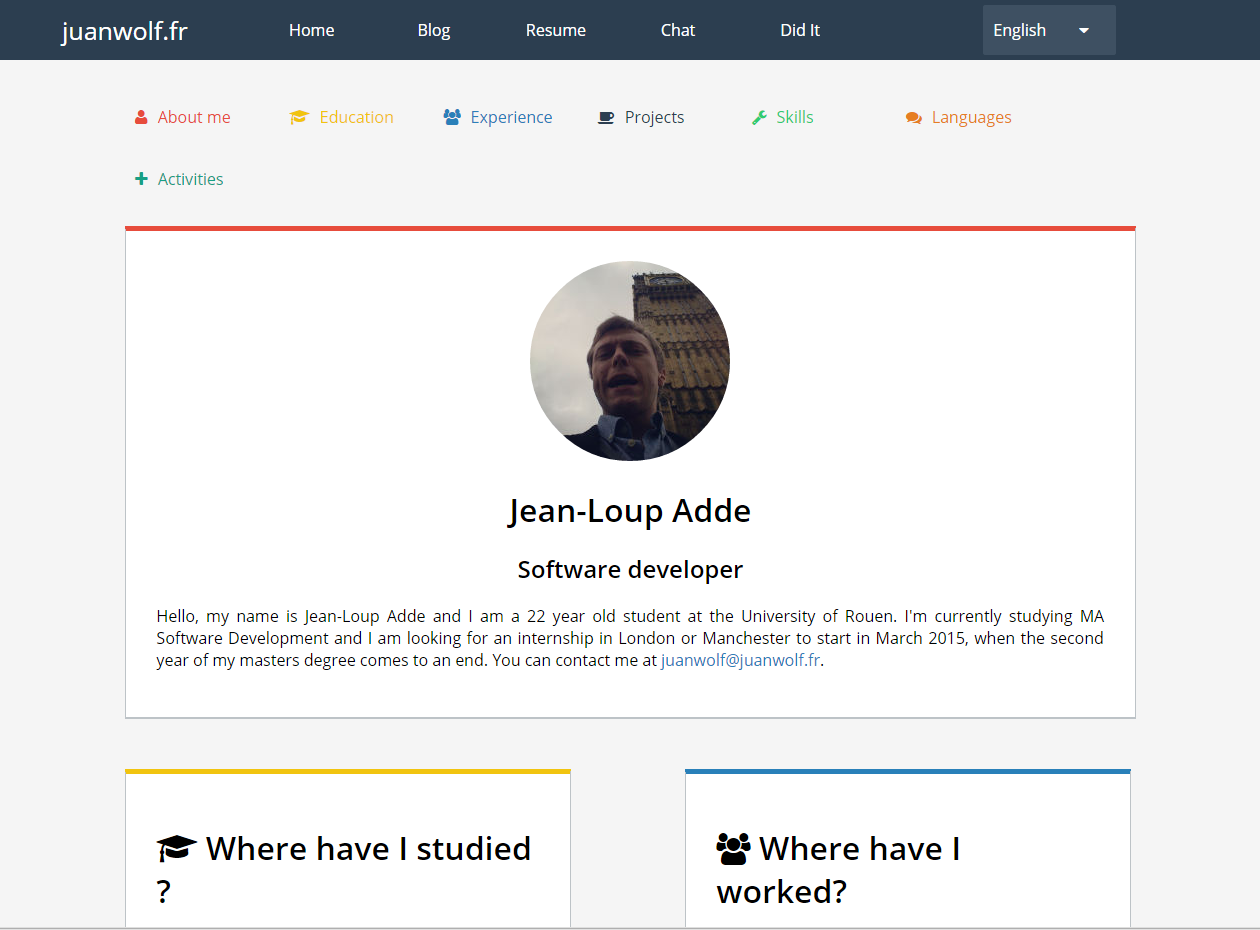 juanwolf.fr Home Blog Resume Chat Did It English
About me Education Experience Projects Skills Languages
Activities
Jean-Loup Adde
Software developer
Hello, my name is Jean-Loup Adde and I am a 22 year old student at the University of Rouen. I'm currently studying MA
Software Development and I am looking for an internship in London or Manchester to start in March 2015, when the second
year of my masters degree comes to an end. You can contact me at juanwolf@juanwolf.fr.
Where have I studied
?
Where have I
worked?